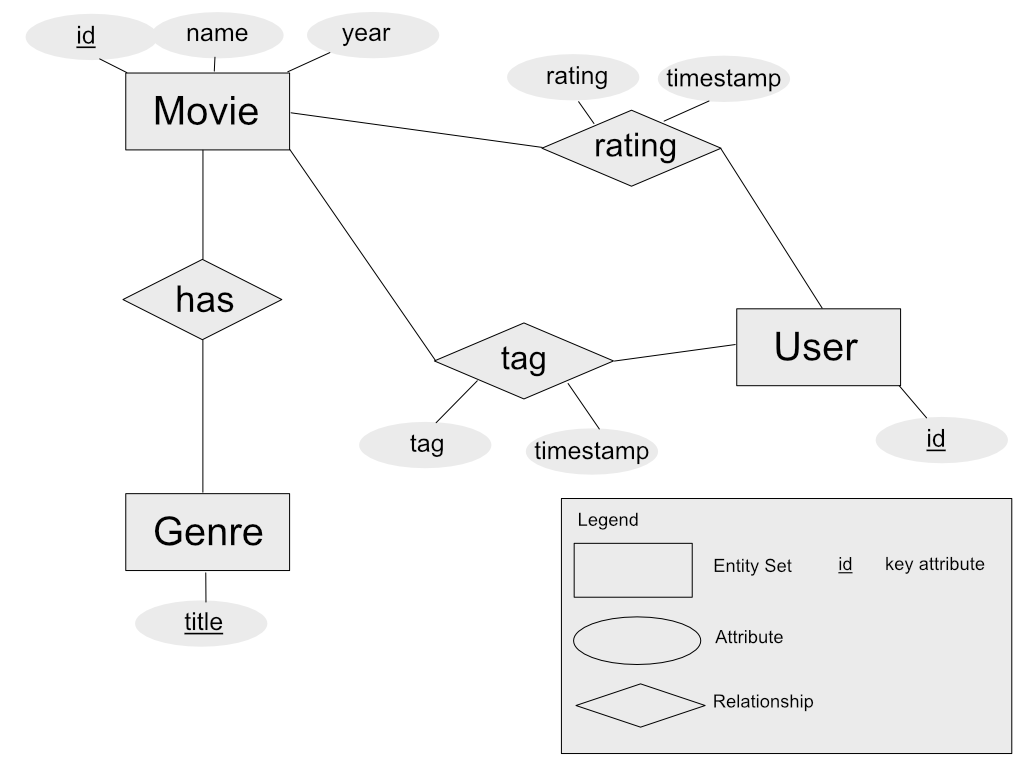 id
name
year
Movie
rating
timestamp
rating
has
tag
User
tag
timestamp
id
Genre
title
Legend
Entity Set
id
key attribute
Attribute
Relationship